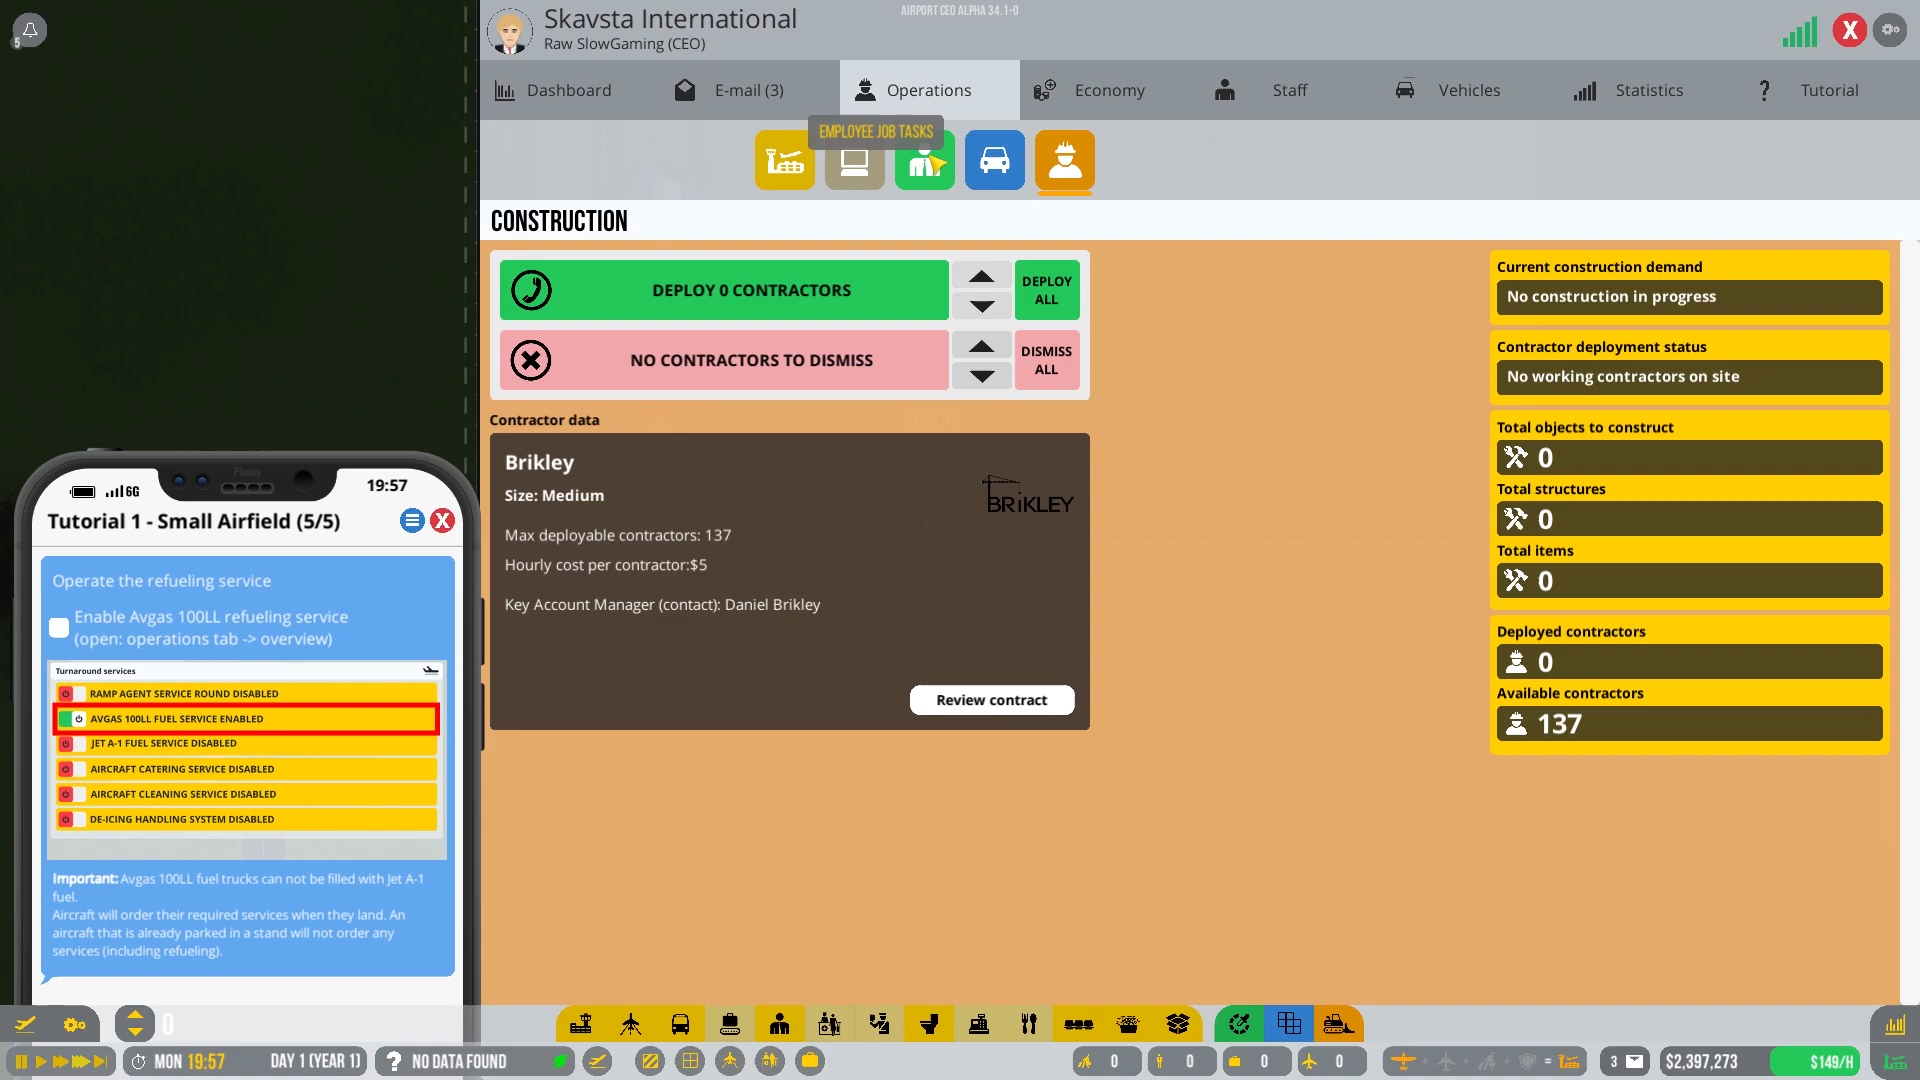 AIRPORT CEO ALPHA 34.1-0
5
Skavsta International
Raw SlowGaming (CEO)
X
Dashboard
E-mail (3)
Operations
Economy
Staff
Vehicles
? Tutorial
Statistics
EMPLOYEE JOB TASKS
CONSTRUCTION
DEPLOY 0 CONTRACTORS
DEPLOY
ALL
NO CONTRACTORS TO DISMISS
DISMISS
ALL
Contractor data
Brikley
Size: Medium
BRiKLEY
Max deployable contractors: 137
Hourly cost per contractor:$5
Key Account Manager (contact): Daniel Brikley
Review contract
Current construction demand
No construction in progress
Contractor deployment status
No working contractors on site
Total objects to construct
0
Total structures
0
Total items
0
Deployed contractors
0
Available contractors
137
Phony
6G
19:57
Tutorial 1 - Small Airfield (5/5)
X
Operate the refueling service
Enable Avgas 100LL refueling service
(open: operations tab -> overview)
Turnaround services
RAMP AGENT SERVICE ROUND DISABLED
AVGAS 100LL FUEL SERVICE ENABLED
JET A-1 FUEL SERVICE DISABLED
AIRCRAFT CATERING SERVICE DISABLED
AIRCRAFT CLEANING SERVICE DISABLED
DE-ICING HANDLING SYSTEM DISABLED
Important: Avgas 100LL fuel trucks can not be filled with Jet A-1
fuel.
Aircraft will order their required services when they land. An
aircraft that is already parked in a stand will not order any
services (including refueling).
0
MON 19:57 DAY 1 (YEAR 1)
? NO DATA FOUND
0
0
0
0
+ + + =
3
$2,397,273
$149/H